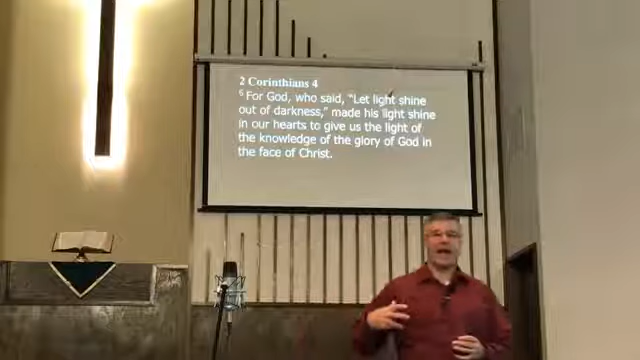 2 Corinthians 4
6 For God, who said, “Let light shine
out of darkness,” made his light shine
in our hearts to give us the light of
the knowledge of the glory of God in
the face of Christ.